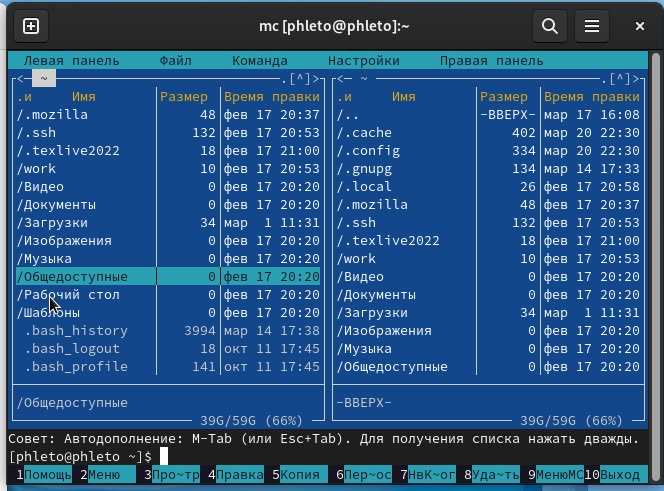 mc [phleto@phleto]:~
Левая панель Файл Команда Настройки Правая панель
<─ ~ .[^]> <─ ~ .[^]>
.и Имя Размер Время правки .и Имя Размер Время правки
/.mozilla 48 фев 17 20:37 /.. -ВВЕРХ- мар 17 16:08
/.ssh 132 фев 17 20:53 /.cache 402 мар 20 22:30
/.texlive2022 18 фев 17 21:00 /.config 334 мар 20 22:30
/work 10 фев 17 20:53 /.gnupg 134 мар 14 17:33
/Видео 0 фев 17 20:20 /.local 26 фев 17 20:58
/Документы 0 фев 17 20:20 /.mozilla 48 фев 17 20:37
/Загрузки 34 мар 1 11:31 /.ssh 132 фев 17 20:53
/Изображения 0 фев 17 20:20 /.texlive2022 18 фев 17 21:00
/Музыка 0 фев 17 20:20 /work 10 фев 17 20:53
/Общедоступные 0 фев 17 20:20 /Видео 0 фев 17 20:20
/Рабочий стол 0 фев 17 20:20 /Документы 0 фев 17 20:20
/Шаблоны 0 фев 17 20:20 /Загрузки 34 мар 1 11:31
.bash_history 3994 мар 14 17:38 /Изображения 0 фев 17 20:20
.bash_logout 18 окт 11 17:45 /Музыка 0 фев 17 20:20
.bash_profile 141 окт 11 17:45 /Общедоступные 0 фев 17 20:20
/Общедоступные -ВВЕРХ-
39G/59G (66%) 39G/59G (66%)
Совет: Автодополнение: M-Tab (или Esc+Tab). Для получения списка нажать дважды.
[phleto@phleto ~]$
1Помощь 2Меню 3Про~тр 4Правка 5Копия 6Пер~ос 7НвК~ог 8Уда~ть 9МенюMC 10Выход